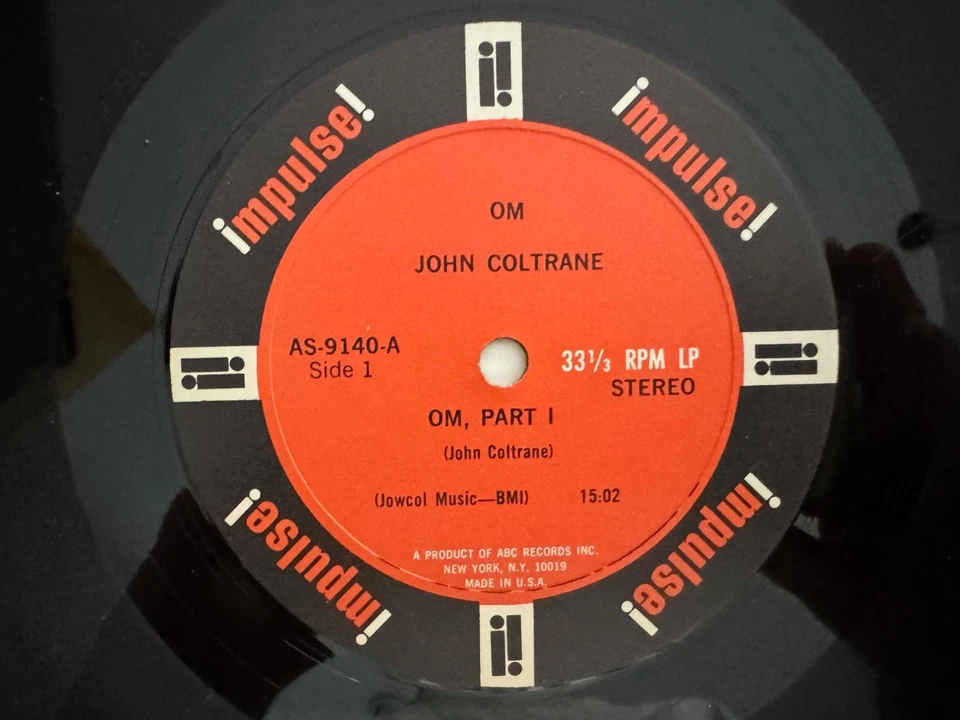 impulse!
impulse!
OM
JOHN COLTRANE
AS-9140-A
Side 1
33⅓ RPM LP
STEREO
OM, PART I
(John Coltrane)
(Jowcol Music—BMI) 15:02
A PRODUCT OF ABC RECORDS INC.
NEW YORK, N.Y. 10019
MADE IN U.S.A.
impulse!
impulse!